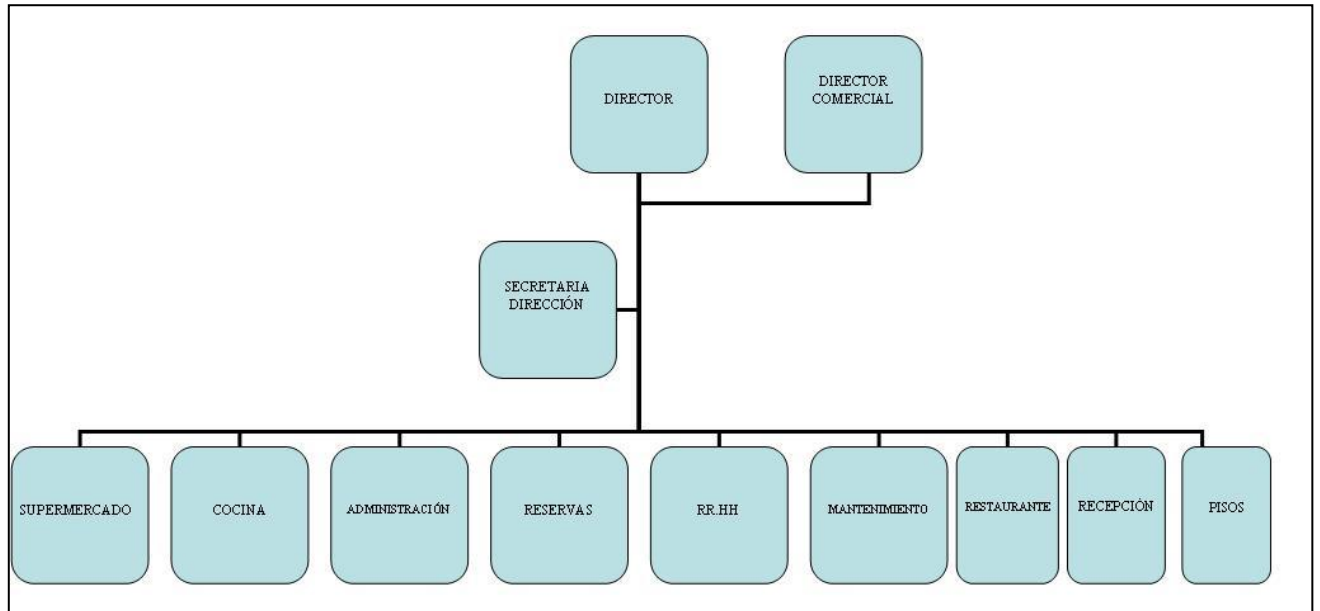 DIRECTOR
DIRECTOR
COMERCIAL
SECRETARIA
DIRECCIÓN
SUPERMERCADO
COCINA
ADMINISTRACIÓN
RESERVAS
RR.HH
MANTENIMIENTO
RESTAURANTE
RECEPCIÓN
PISOS